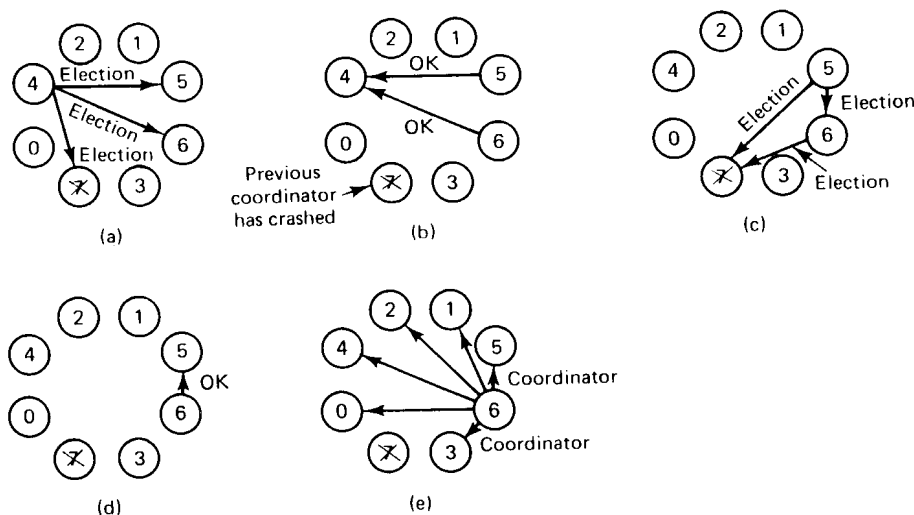 2 1
4 Election 5
Election
6
0 Election
7 3
(a)
2 1
OK
4 5
OK
6
0
Previous
coordinator
has crashed
7 3
(b)
2 1
4 5
Election
Election
0 6
7 3
Election
(c)
2 1
4 5
OK
0 6
7 3
(d)
2 1
4 5
Coordinator
0 6
Coordinator
7 3
(e)